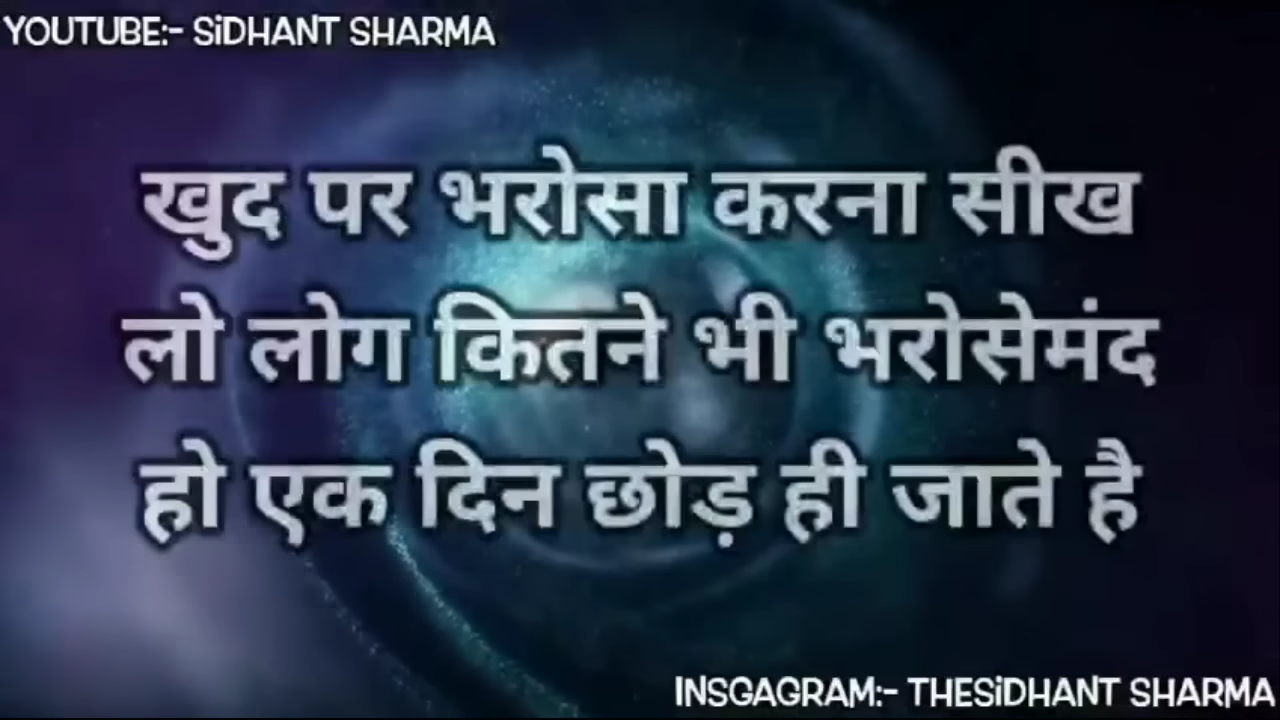 YOUTUBE:- SiDHANT SHARMA
खुद पर भरोसा करना सीख
लो लोग कितने भी भरोसेमंद
हो एक दिन छोड़ ही जाते है
INSGAGRAM:- THESiDHANT SHARMA